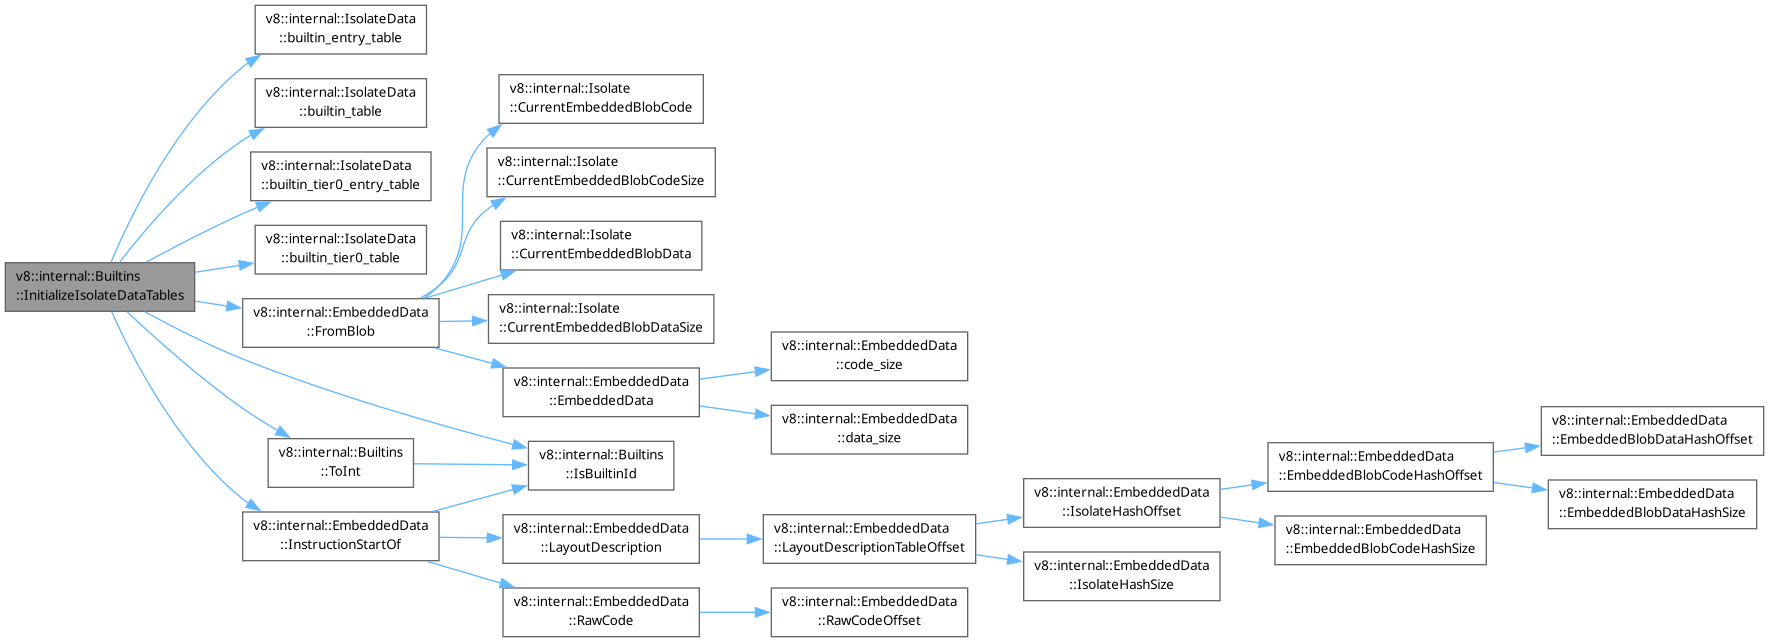 v8::internal::IsolateData
::builtin_entry_table
v8::internal::IsolateData
::builtin_table
v8::internal::IsolateData
::builtin_tier0_entry_table
v8::internal::IsolateData
::builtin_tier0_table
v8::internal::Builtins
::InitializeIsolateDataTables
v8::internal::EmbeddedData
::FromBlob
v8::internal::Builtins
::ToInt
v8::internal::EmbeddedData
::InstructionStartOf
v8::internal::Isolate
::CurrentEmbeddedBlobCode
v8::internal::Isolate
::CurrentEmbeddedBlobCodeSize
v8::internal::Isolate
::CurrentEmbeddedBlobData
v8::internal::Isolate
::CurrentEmbeddedBlobDataSize
v8::internal::EmbeddedData
::EmbeddedData
v8::internal::Builtins
::IsBuiltinId
v8::internal::EmbeddedData
::LayoutDescription
v8::internal::EmbeddedData
::RawCode
v8::internal::EmbeddedData
::code_size
v8::internal::EmbeddedData
::data_size
v8::internal::EmbeddedData
::LayoutDescriptionTableOffset
v8::internal::EmbeddedData
::RawCodeOffset
v8::internal::EmbeddedData
::IsolateHashOffset
v8::internal::EmbeddedData
::IsolateHashSize
v8::internal::EmbeddedData
::EmbeddedBlobCodeHashOffset
v8::internal::EmbeddedData
::EmbeddedBlobCodeHashSize
v8::internal::EmbeddedData
::EmbeddedBlobDataHashOffset
v8::internal::EmbeddedData
::EmbeddedBlobDataHashSize